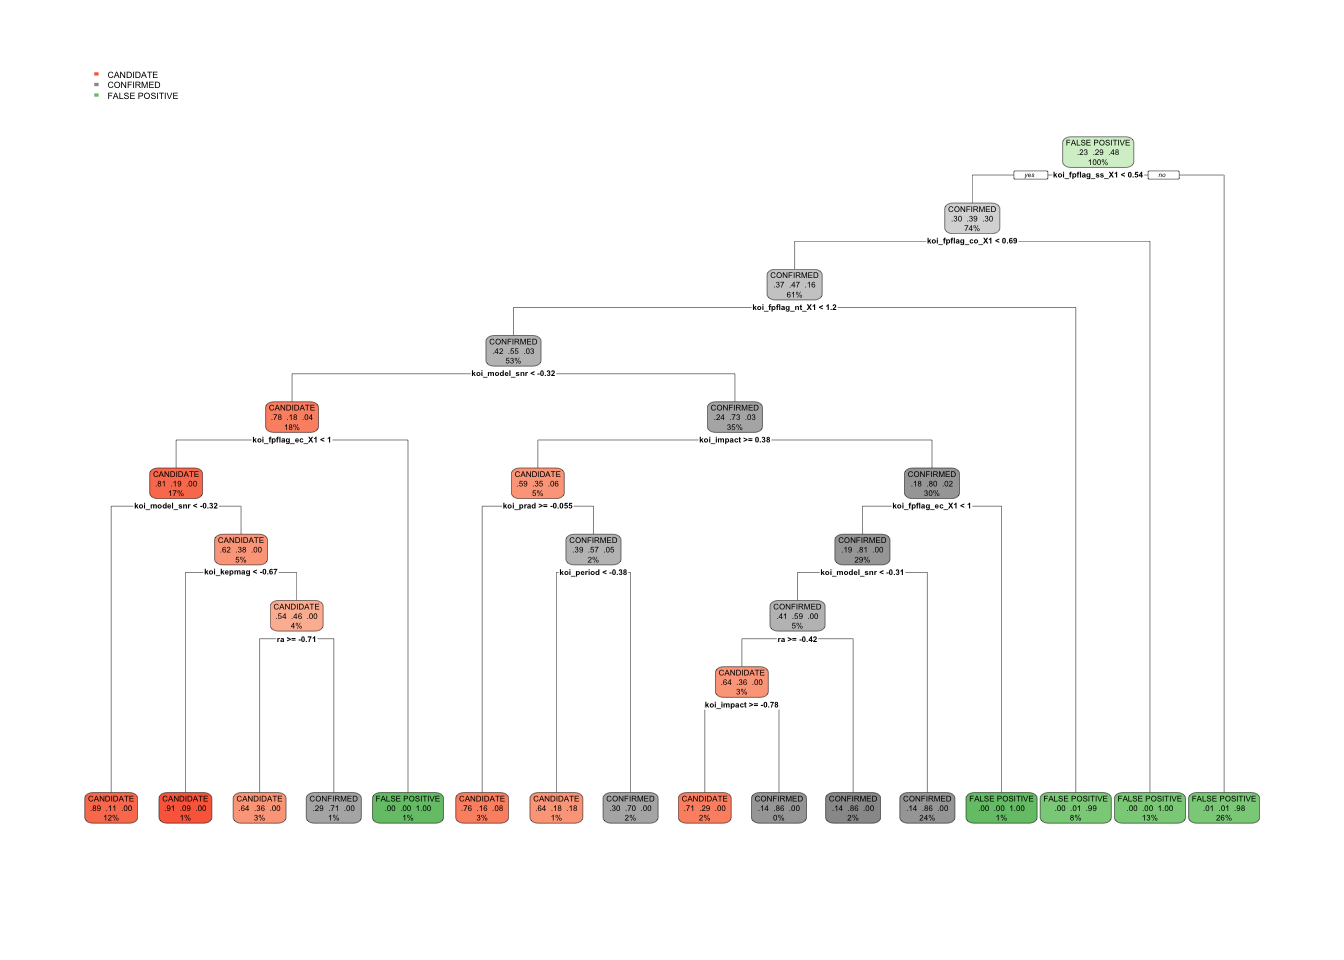 CANDIDATE
CONFIRMED
FALSE POSITIVE
FALSE POSITIVE
.23 .29 .48
100%
yes
koi_fpflag_ss_X1 < 0.54
no
CONFIRMED
.30 .39 .30
74%
koi_fpflag_co_X1 < 0.69
CONFIRMED
.37 .47 .16
61%
koi_fpflag_nt_X1 < 1.2
CONFIRMED
.42 .55 .03
53%
koi_model_snr < -0.32
CANDIDATE
.78 .18 .04
18%
koi_fpflag_ec_X1 < 1
CONFIRMED
.24 .73 .03
35%
koi_impact >= 0.38
CANDIDATE
.81 .19 .00
17%
koi_model_snr < -0.32
CANDIDATE
.59 .35 .06
5%
koi_prad >= -0.055
CONFIRMED
.18 .80 .02
30%
koi_fpflag_ec_X1 < 1
CANDIDATE
.62 .38 .00
5%
koi_kepmag < -0.67
CONFIRMED
.39 .57 .05
2%
koi_period < -0.38
CONFIRMED
.19 .81 .00
29%
koi_model_snr < -0.31
CANDIDATE
.54 .46 .00
4%
ra >= -0.71
CONFIRMED
.41 .59 .00
5%
ra >= -0.42
CANDIDATE
.64 .36 .00
3%
koi_impact >= -0.78
CANDIDATE
.89 .11 .00
12%
CANDIDATE
.91 .09 .00
1%
CANDIDATE
.64 .36 .00
3%
CONFIRMED
.29 .71 .00
1%
FALSE POSITIVE
.00 .00 1.00
1%
CANDIDATE
.76 .16 .08
3%
CANDIDATE
.64 .18 .18
1%
CONFIRMED
.30 .70 .00
2%
CANDIDATE
.71 .29 .00
2%
CONFIRMED
.14 .86 .00
0%
CONFIRMED
.14 .86 .00
2%
CONFIRMED
.14 .86 .00
24%
FALSE POSITIVE
.00 .00 1.00
1%
FALSE POSITIVE
.00 .01 .99
8%
FALSE POSITIVE
.00 .00 1.00
13%
FALSE POSITIVE
.01 .01 .98
26%